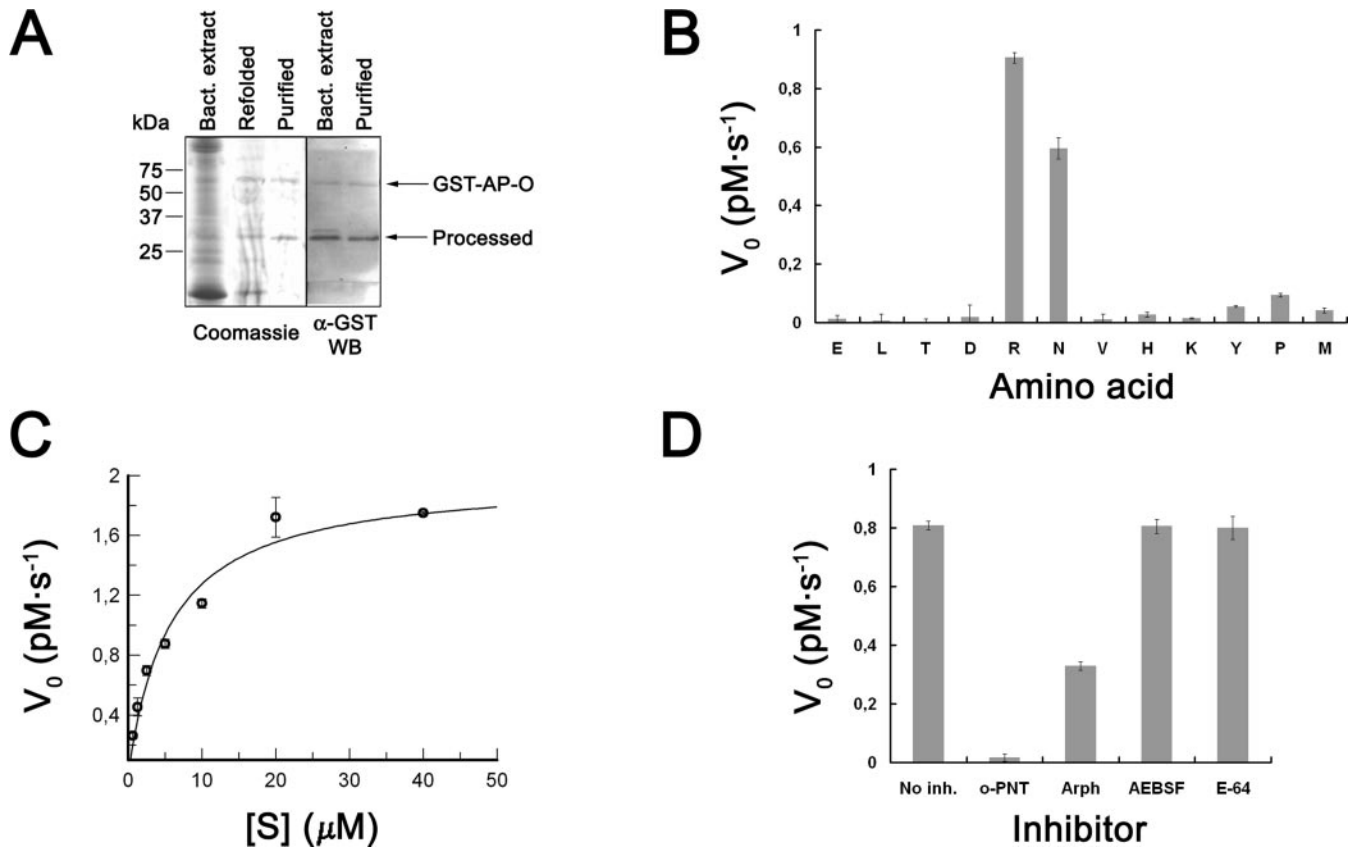 A
Bact. extract
Refolded
Purified
Bact. extract
Purified
kDa
75
50
37
25
GST-AP-O
Processed
Coomassie
α-GST
WB
B
V0 (pM·s-1)
1
0,8
0,6
0,4
0,2
0
E L T D R N V H K Y P M
Amino acid
C
V0 (pM·s-1)
2
1,6
1,2
0,8
0,4
0 10 20 30 40 50
[S] (μM)
D
V0 (pM·s-1)
1
0,8
0,6
0,4
0,2
0
No inh. o-PNT Arph AEBSF E-64
Inhibitor